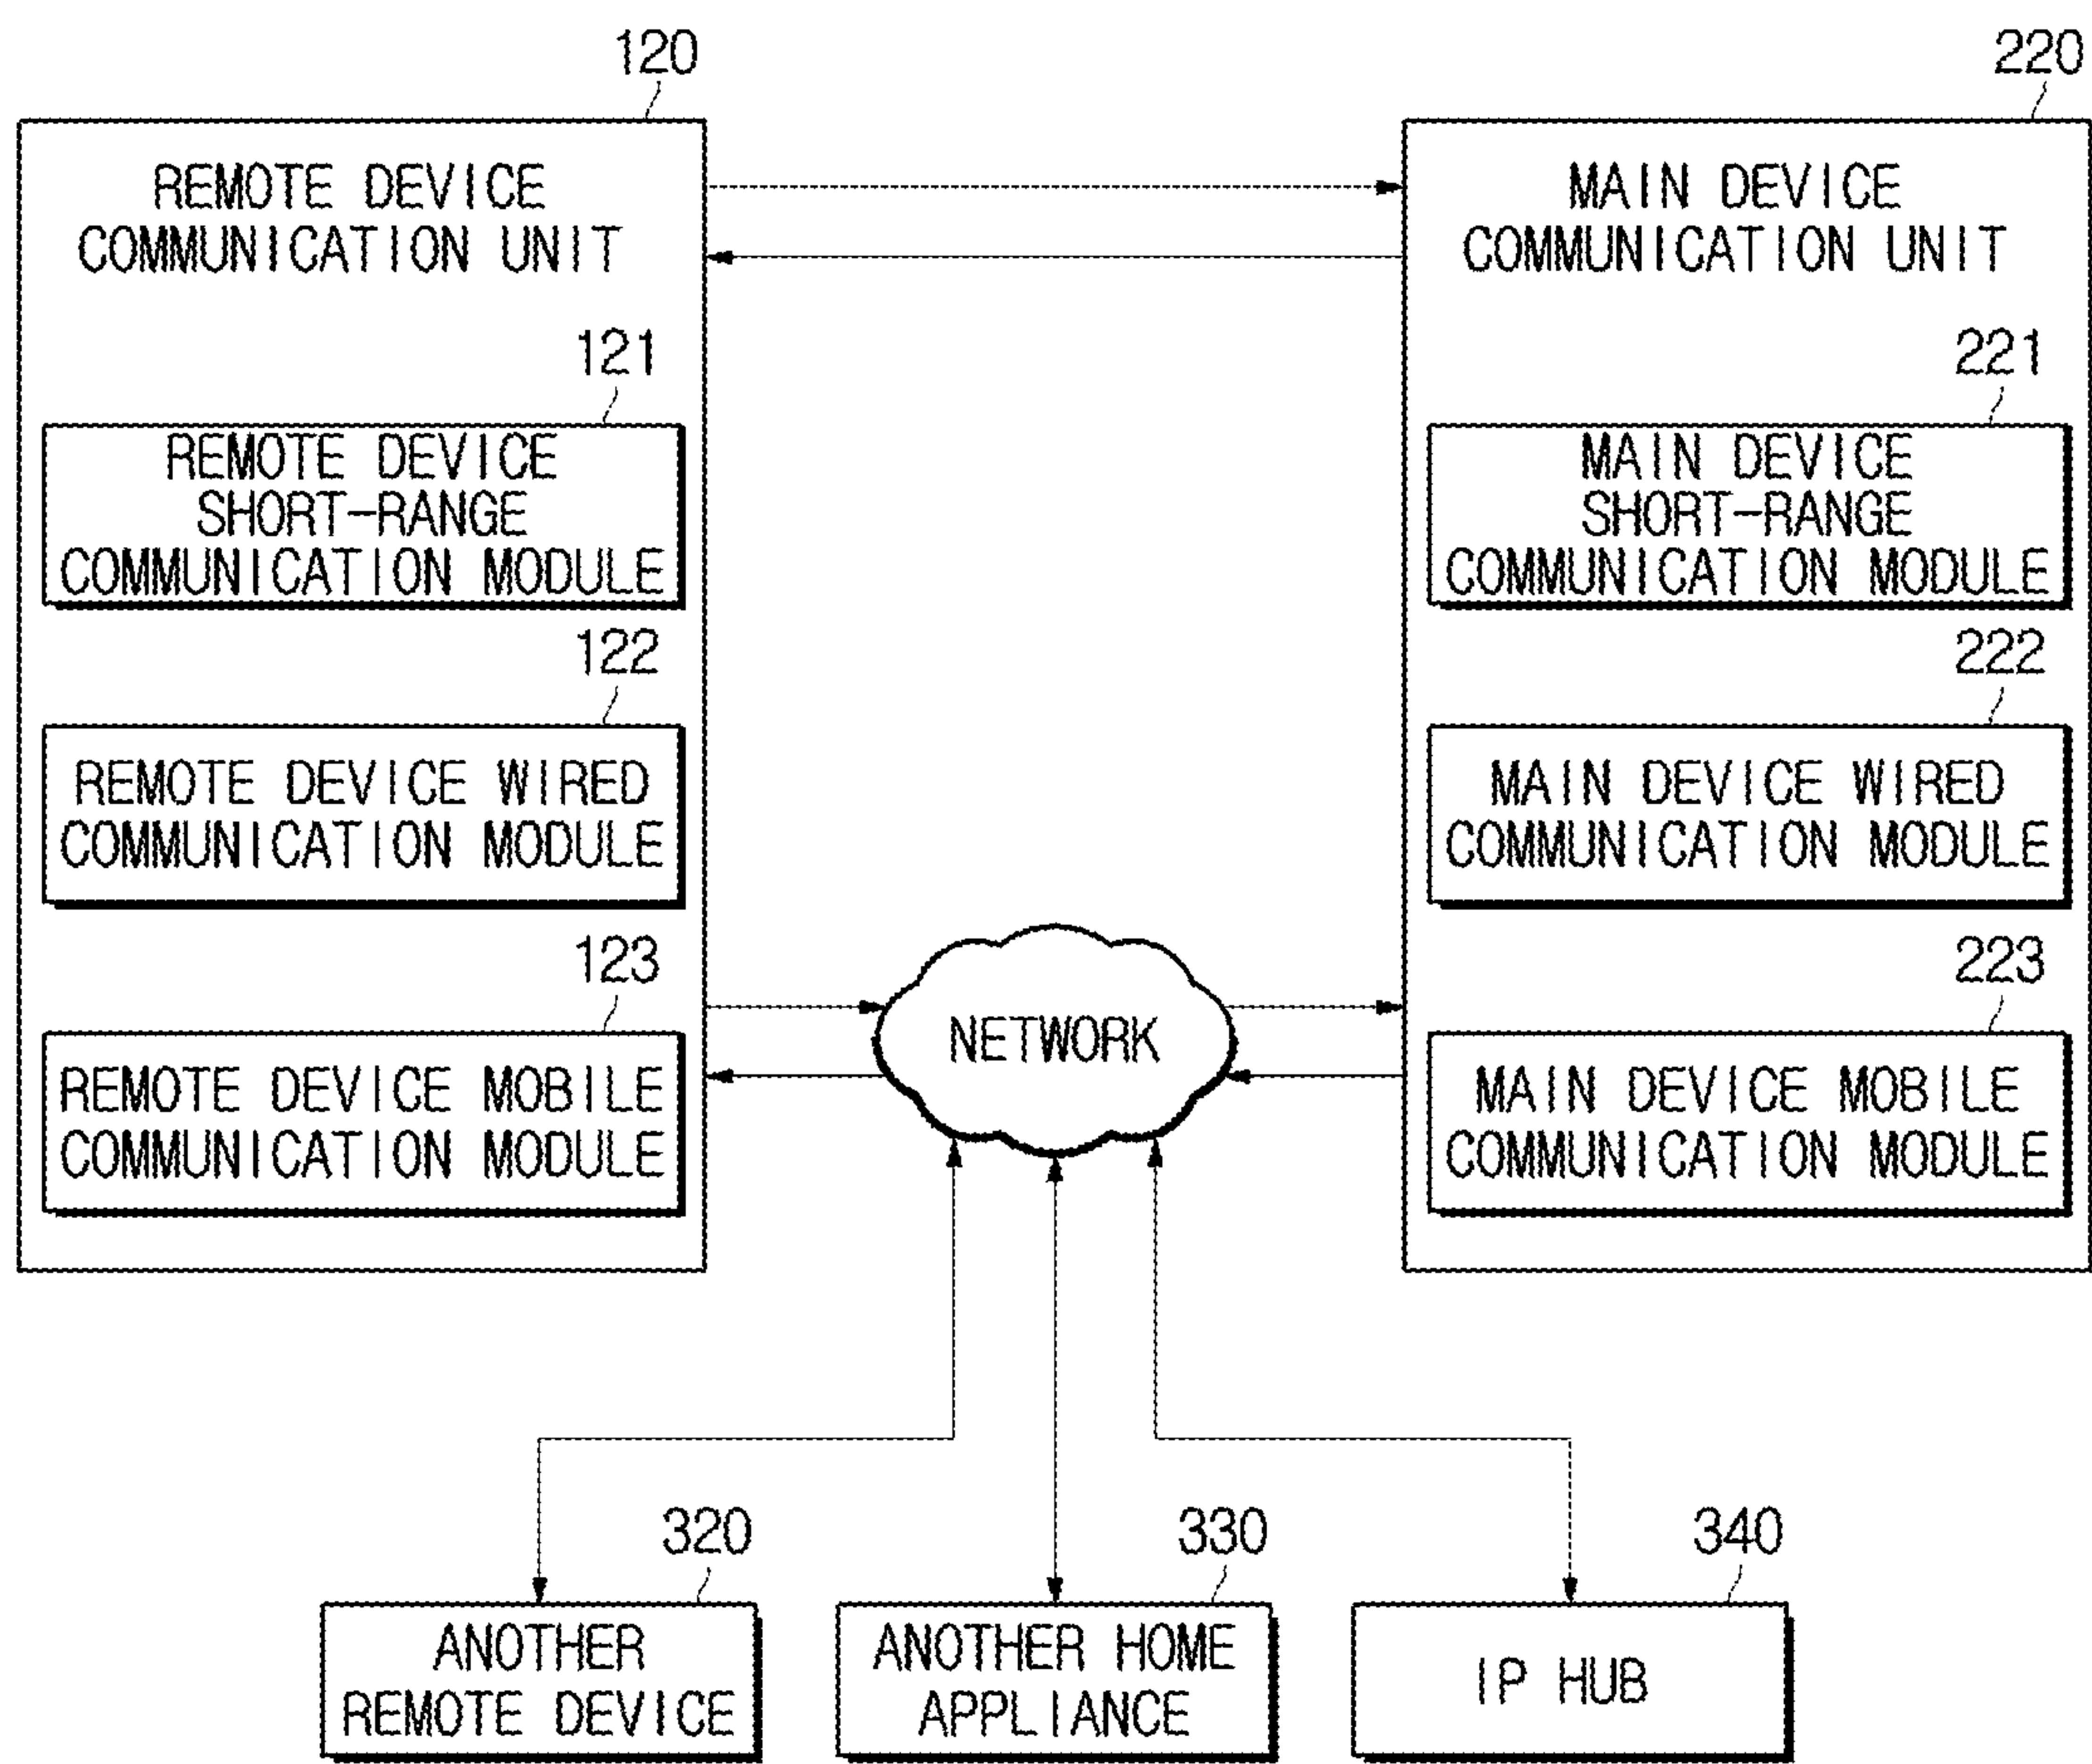 120
REMOTE DEVICE
COMMUNICATION UNIT
121
REMOTE DEVICE
SHORT-RANGE
COMMUNICATION MODULE
122
REMOTE DEVICE WIRED
COMMUNICATION MODULE
123
REMOTE DEVICE MOBILE
COMMUNICATION MODULE
220
MAIN DEVICE
COMMUNICATION UNIT
221
MAIN DEVICE
SHORT-RANGE
COMMUNICATION MODULE
222
MAIN DEVICE WIRED
COMMUNICATION MODULE
223
MAIN DEVICE MOBILE
COMMUNICATION MODULE
NETWORK
320
ANOTHER
REMOTE DEVICE
330
ANOTHER HOME
APPLIANCE
340
IP HUB